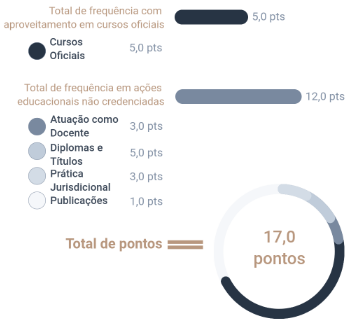 Total de frequência com
aproveitamento em cursos oficiais
5,0 pts
Cursos
Oficiais
5,0 pts
Total de frequência em ações
educacionais não credenciadas
12,0 pts
Atuação como
Docente
3,0 pts
Diplomas e
Títulos
5,0 pts
Prática
Jurisdicional
3,0 pts
Publicações
1,0 pts
Total de pontos
17,0
pontos